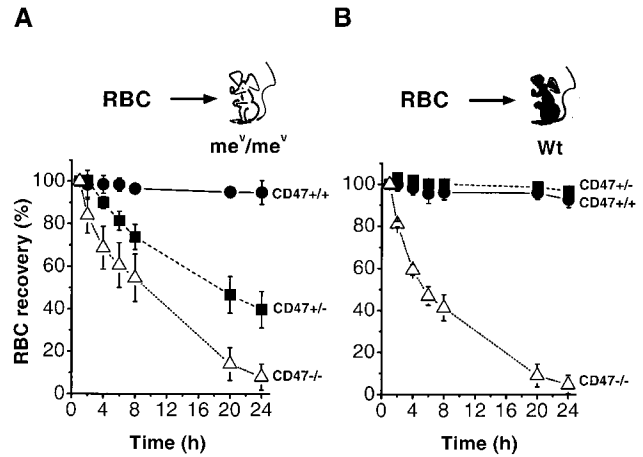 A
RBC
me^v/me^v
100
80
60
40
20
0
RBC recovery (%)
CD47+/+
CD47+/-
CD47-/-
0 4 8 12 16 20 24
Time (h)
B
RBC
Wt
100
80
60
40
20
0
CD47+/-
CD47+/+
CD47-/-
0 4 8 12 16 20 24
Time (h)